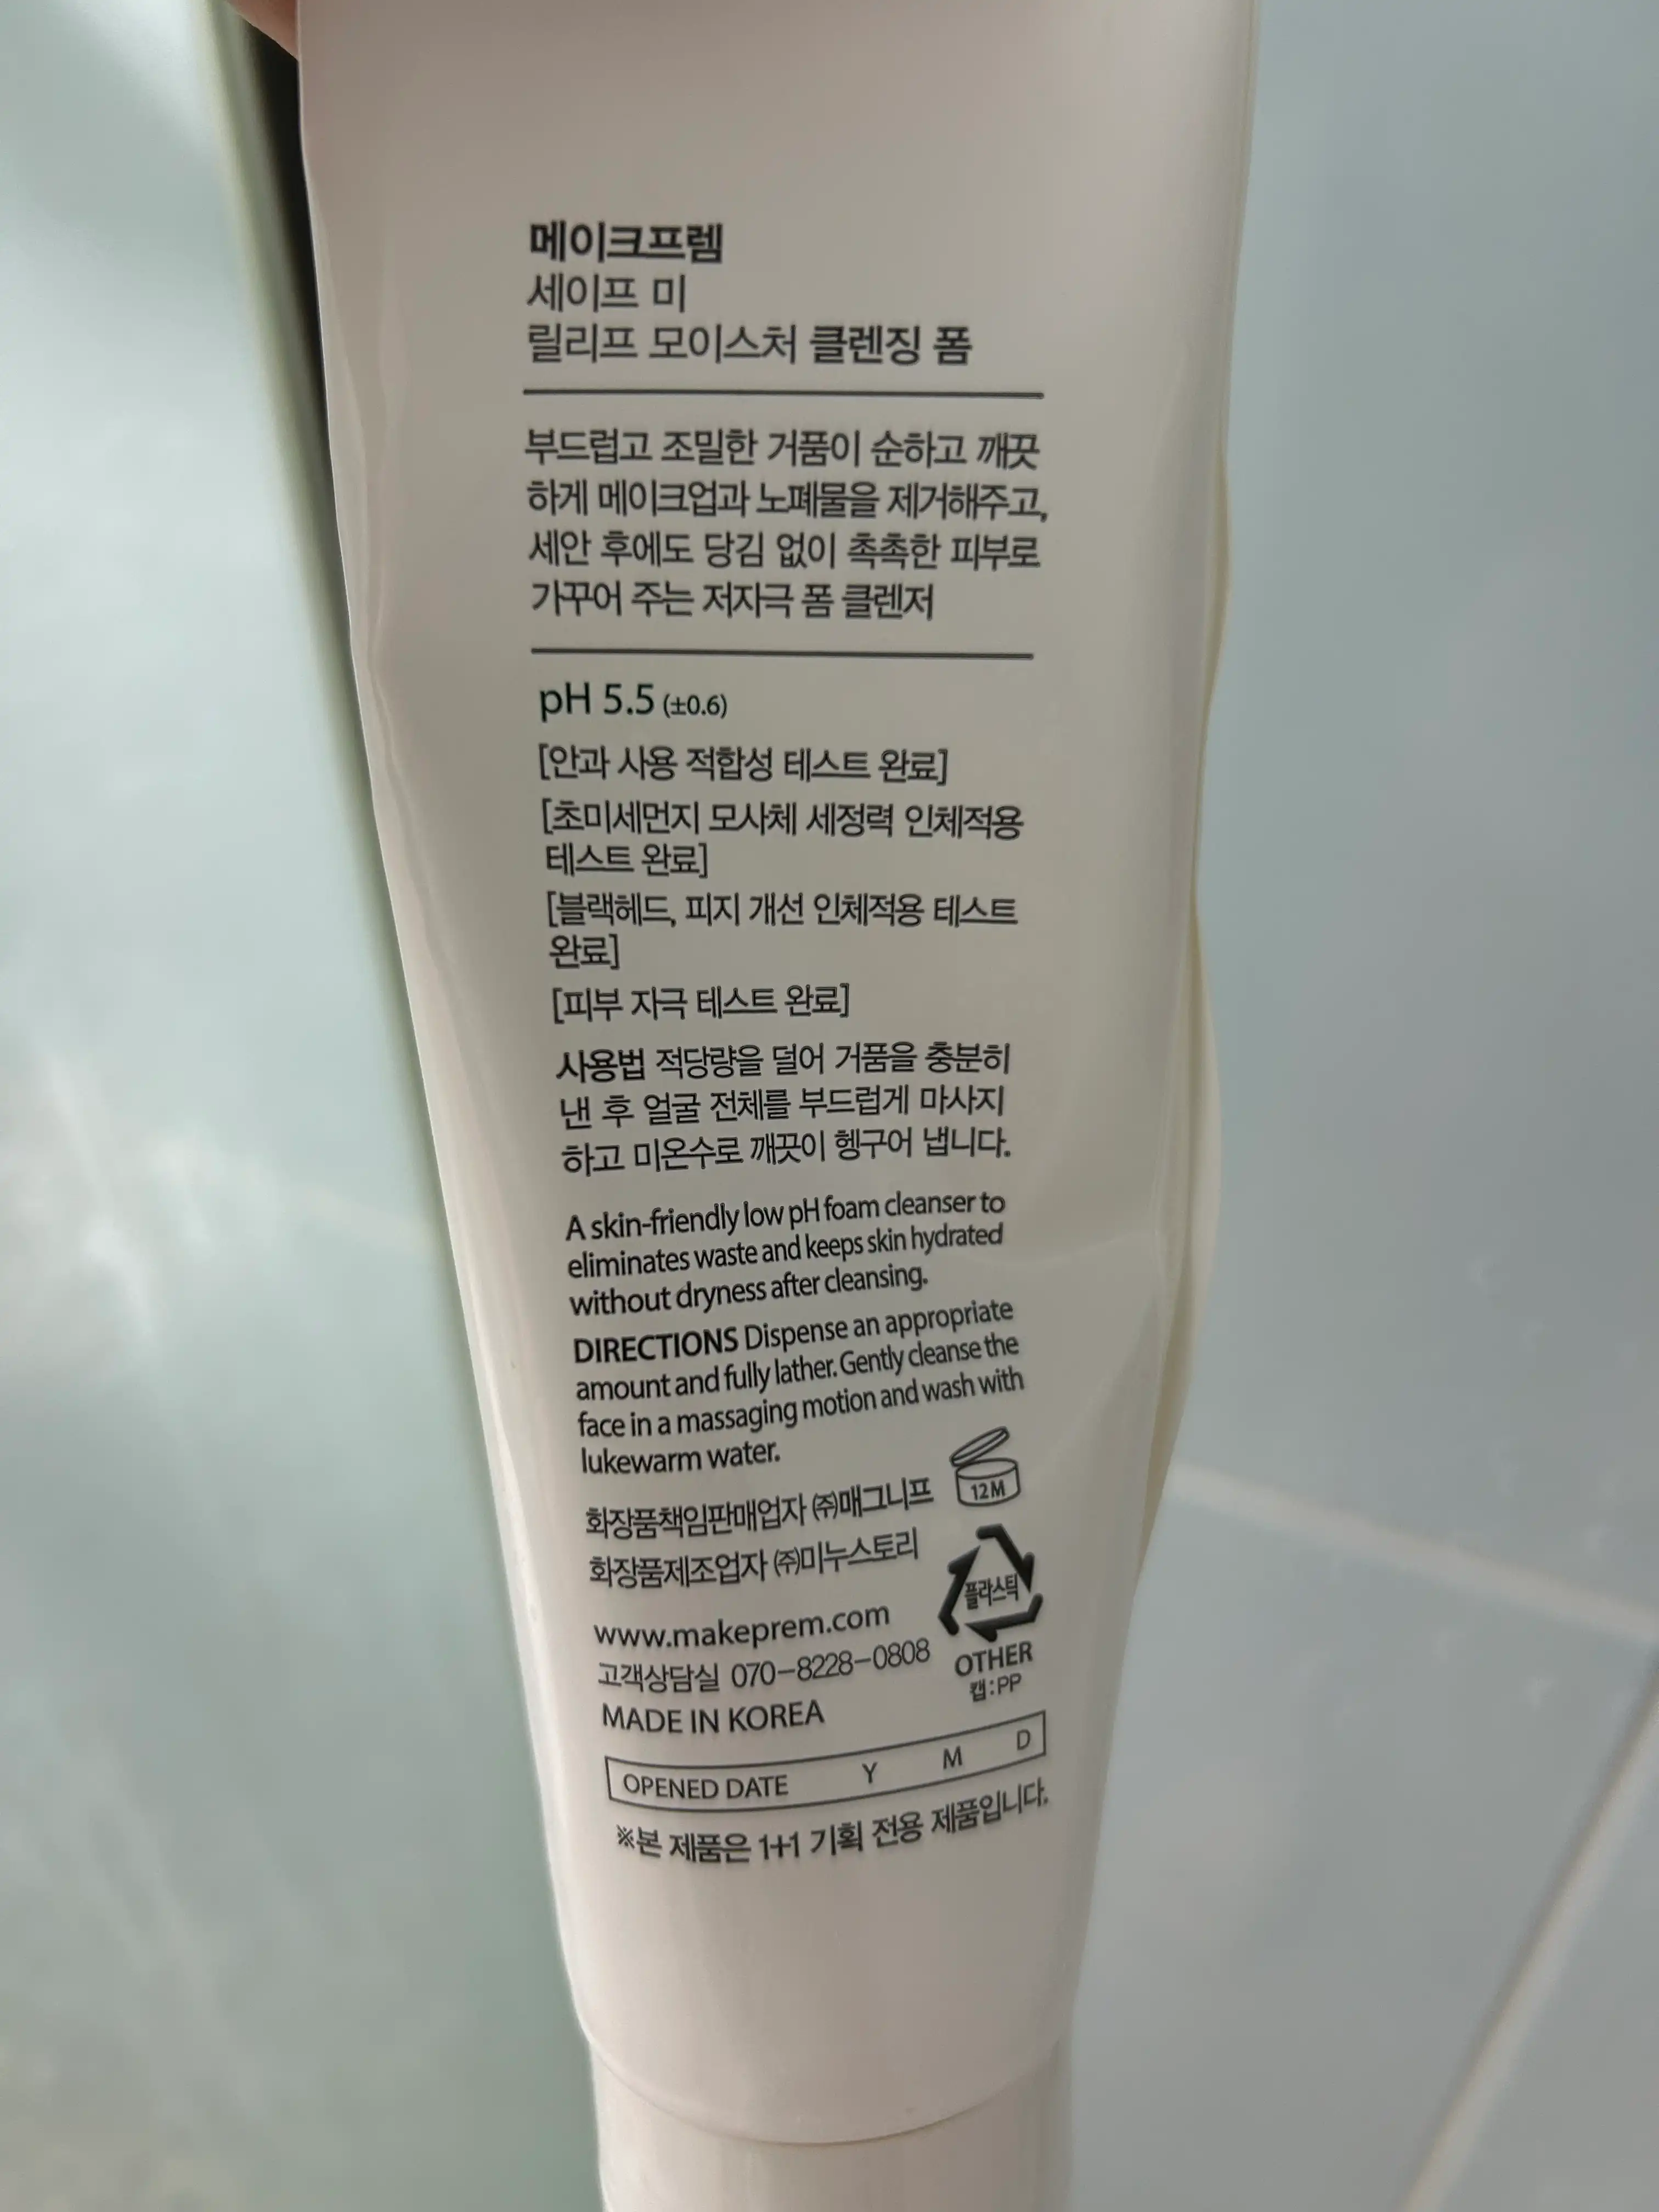 메이크프렘
세이프 미
릴리프 모이스처 클렌징 폼
부드럽고 조밀한 거품이 순하고 깨끗
하게 메이크업과 노폐물을 제거해주고,
세안 후에도 당김 없이 촉촉한 피부로
가꾸어 주는 저자극 폼 클렌저
pH 5.5 (±0.6)
[안과 사용 적합성 테스트 완료]
[초미세먼지 모사체 세정력 인체적용
테스트 완료]
[블랙헤드, 피지 개선 인체적용 테스트
완료]
[피부 자극 테스트 완료]
사용법 적당량을 덜어 거품을 충분히
낸 후 얼굴 전체를 부드럽게 마사지
하고 미온수로 깨끗이 헹구어 냅니다.
A skin-friendly low pH foam cleanser to
eliminates waste and keeps skin hydrated
without dryness after cleansing.
DIRECTIONS Dispense an appropriate
amount and fully lather. Gently cleanse the
face in a massaging motion and wash with
lukewarm water.
12M
화장품책임판매업자 ㈜매그니프
화장품제조업자 ㈜미누스토리
플라스틱
OTHER
캡:PP
www.makeprem.com
고객상담실 070-8228-0808
MADE IN KOREA
OPENED DATE Y M D
※본 제품은 1+1 기획 전용 제품입니다.